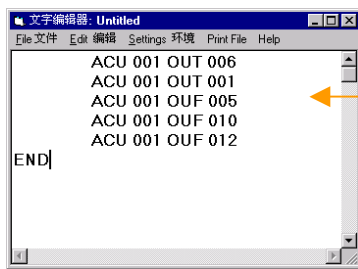 文字编辑器: Untitled
File 文件 Edit 编辑 Settings 环境 Print File Help
ACU 001 OUT 006
ACU 001 OUT 001
ACU 001 OUF 005
ACU 001 OUF 010
ACU 001 OUF 012
END